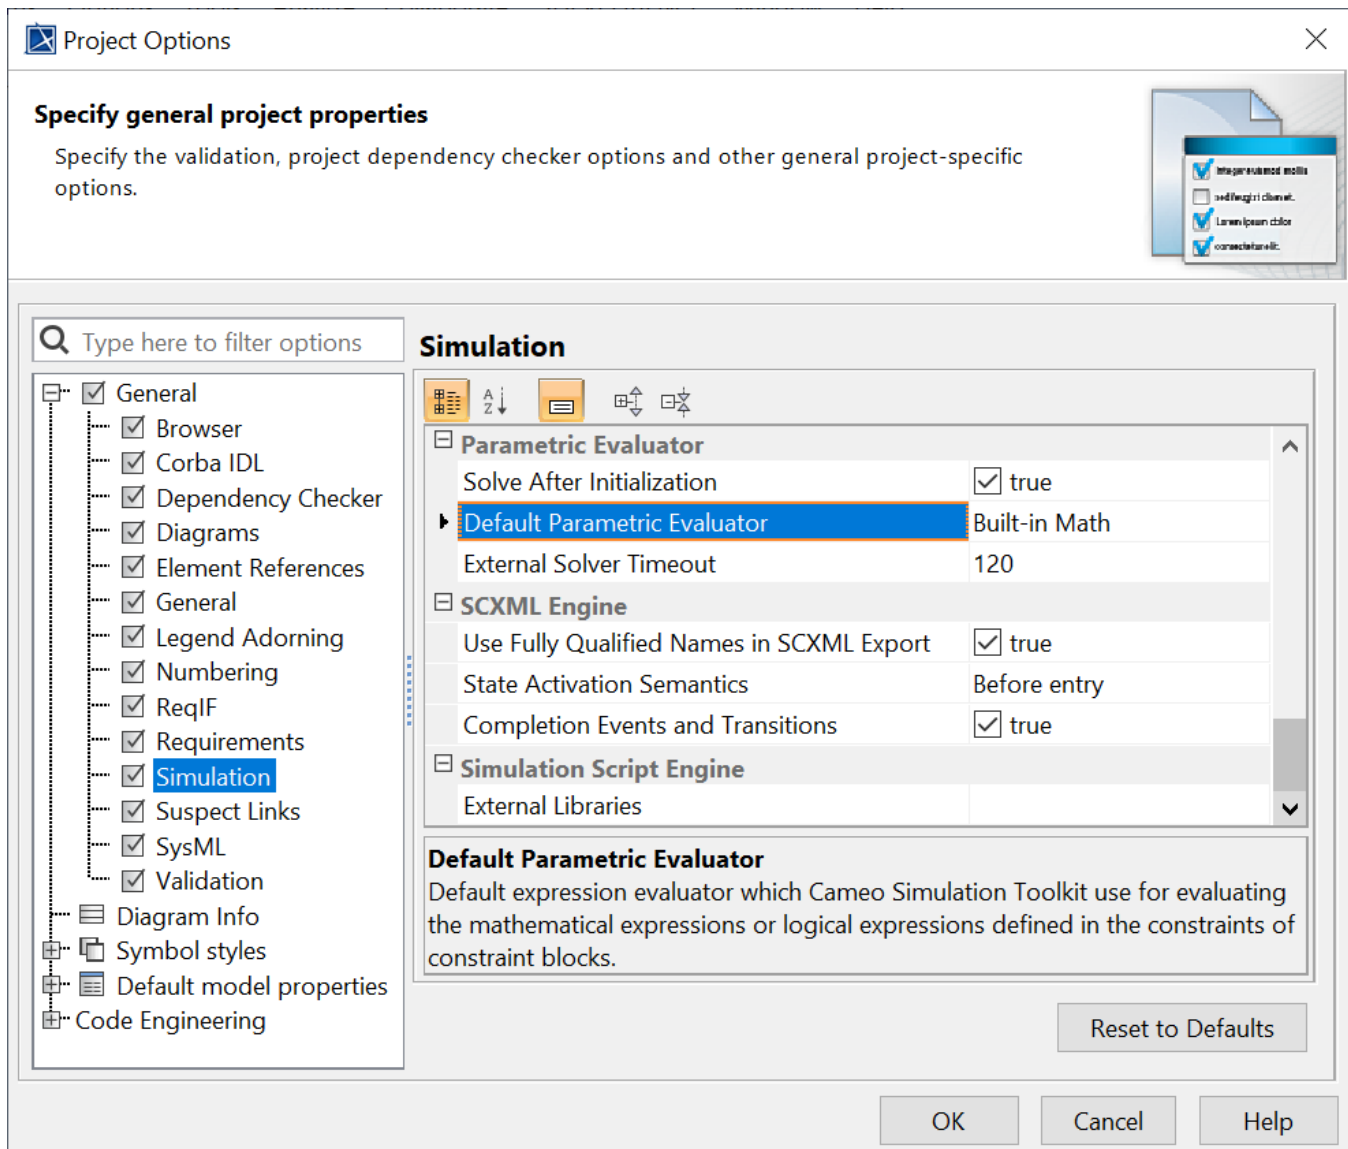 Project Options
Specify general project properties
Specify the validation, project dependency checker options and other general project-specific
options.
Type here to filter options
General
Browser
Corba IDL
Dependency Checker
Diagrams
Element References
General
Legend Adorning
Numbering
ReqIF
Requirements
Simulation
Suspect Links
SysML
Validation
Diagram Info
Symbol styles
Default model properties
Code Engineering
Simulation
Parametric Evaluator
Solve After Initialization true
Default Parametric Evaluator Built-in Math
External Solver Timeout 120
SCXML Engine
Use Fully Qualified Names in SCXML Export true
State Activation Semantics Before entry
Completion Events and Transitions true
Simulation Script Engine
External Libraries
Default Parametric Evaluator
Default expression evaluator which Cameo Simulation Toolkit use for evaluating
the mathematical expressions or logical expressions defined in the constraints of
constraint blocks.
Reset to Defaults
OK Cancel Help